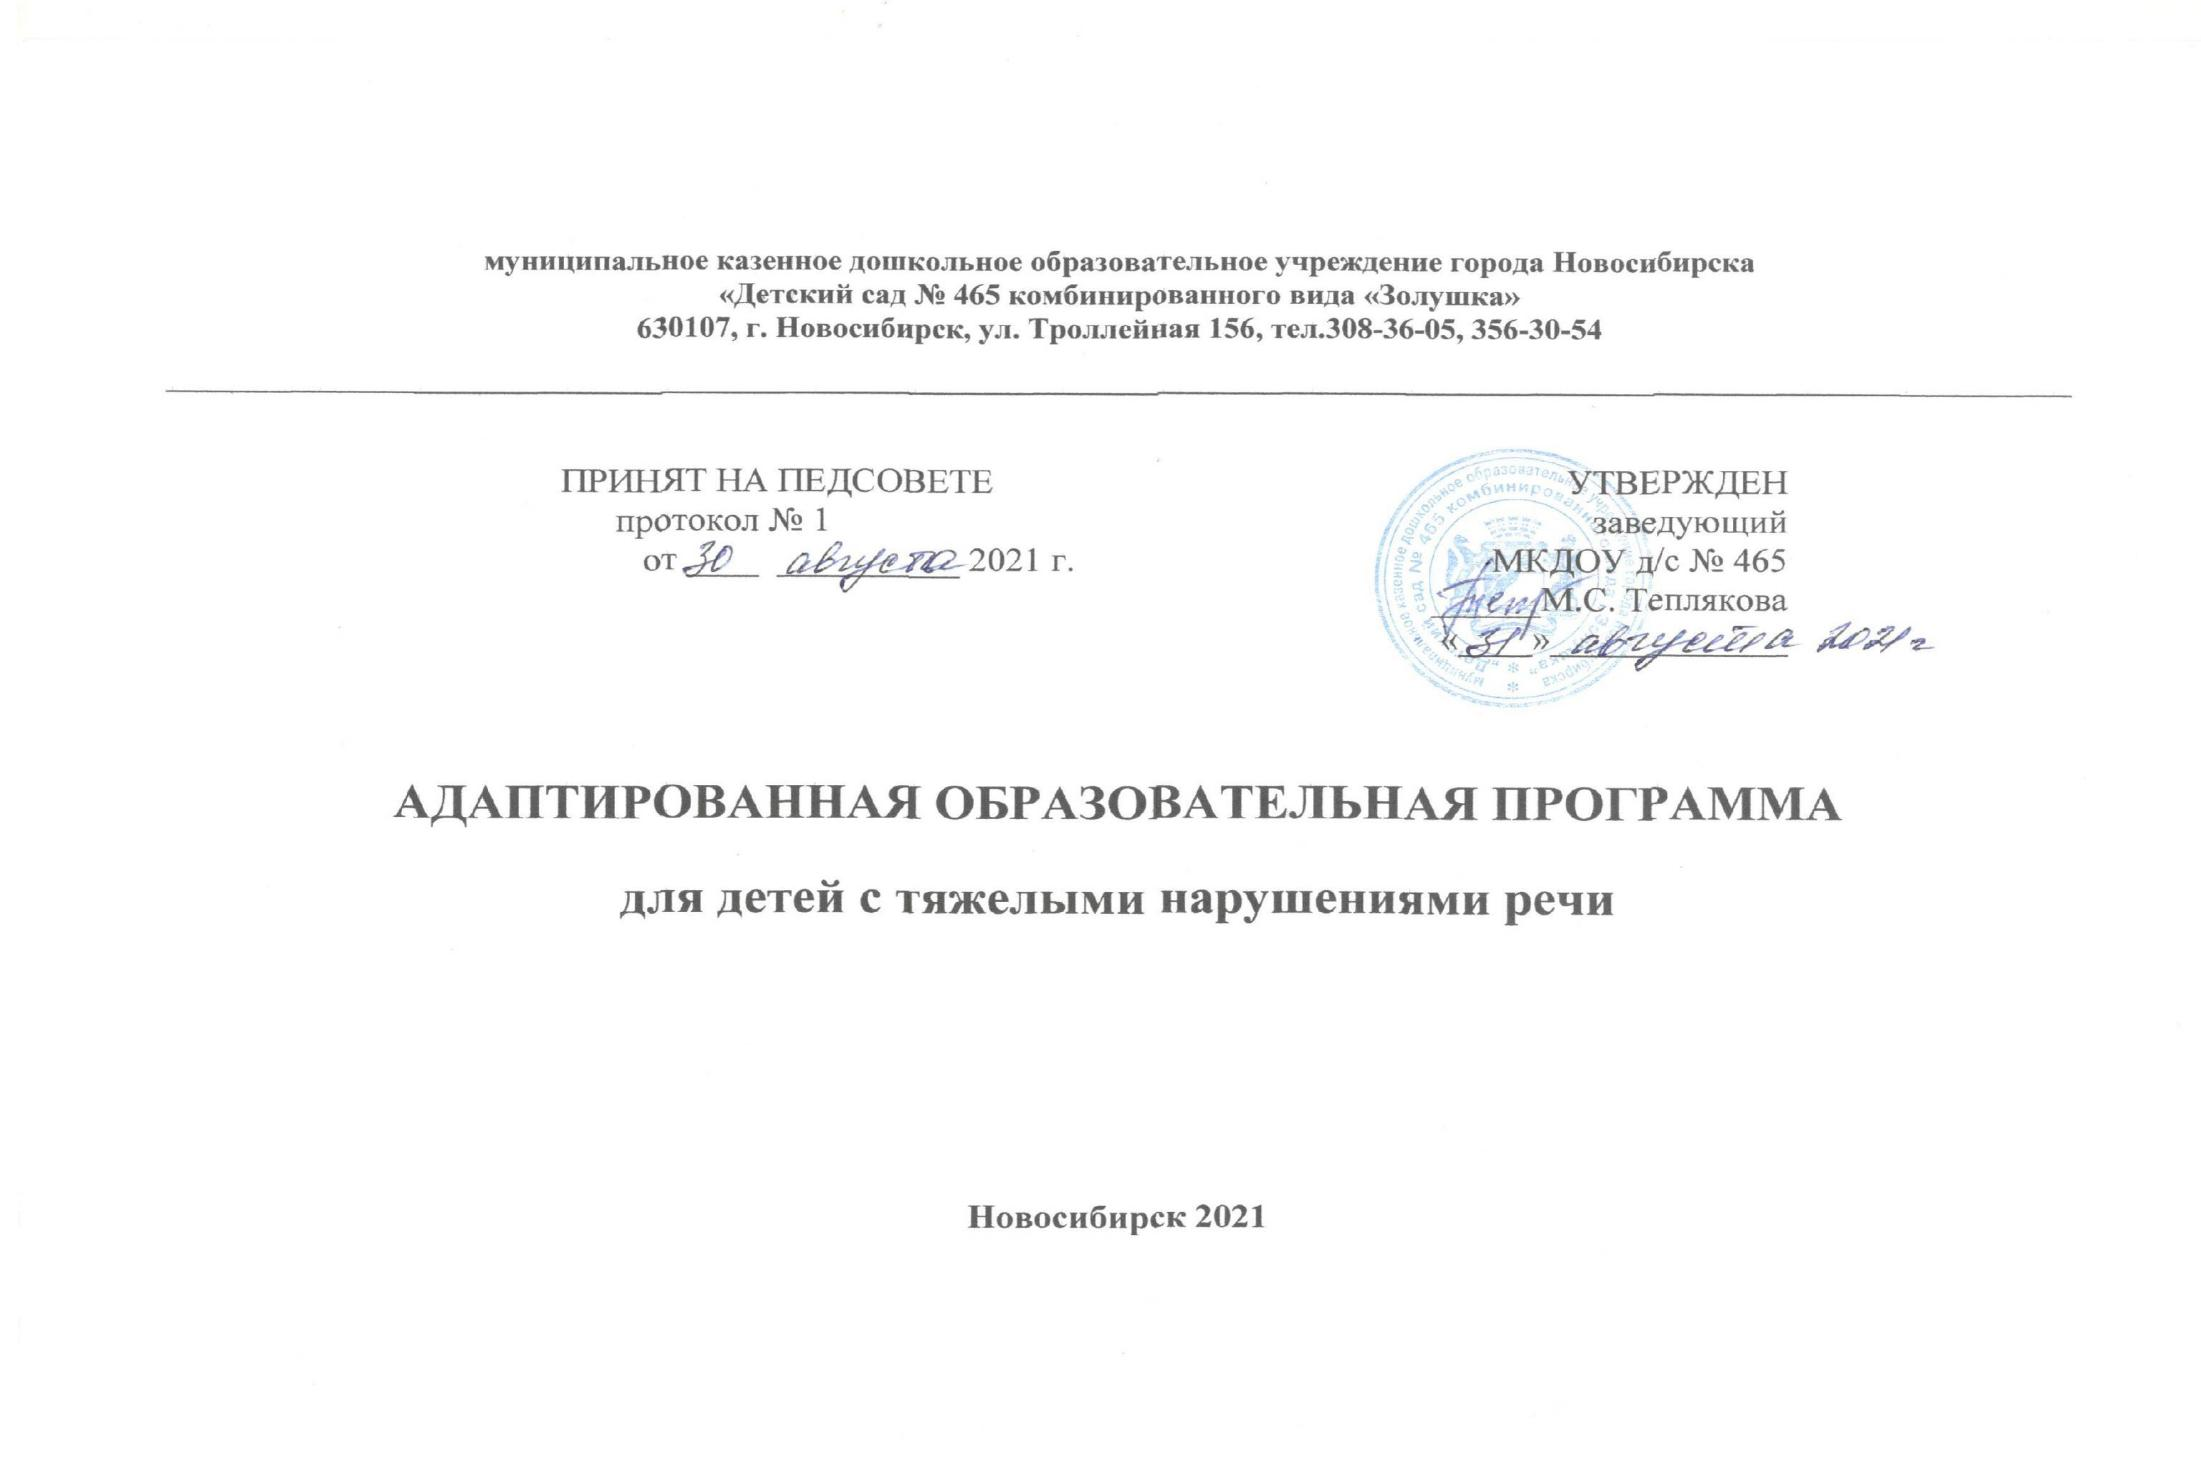 муниципальное казенное дошкольное образовательное учреждение города Новосибирска
«Детский сад № 465 комбинированного вида «Золушка»
630107, г. Новосибирск, ул. Троллейная 156, тел.308-36-05, 356-30-54
ПРИНЯТ НА ПЕДСОВЕТЕ
протокол № 1
от 30 августа 2021 г.
УТВЕРЖДЕН
заведующий
МКДОУ д/с № 465
М.С. Теплякова
«31» августа 2021 г
АДАПТИРОВАННАЯ ОБРАЗОВАТЕЛЬНАЯ ПРОГРАММА
для детей с тяжелыми нарушениями речи
Новосибирск 2021